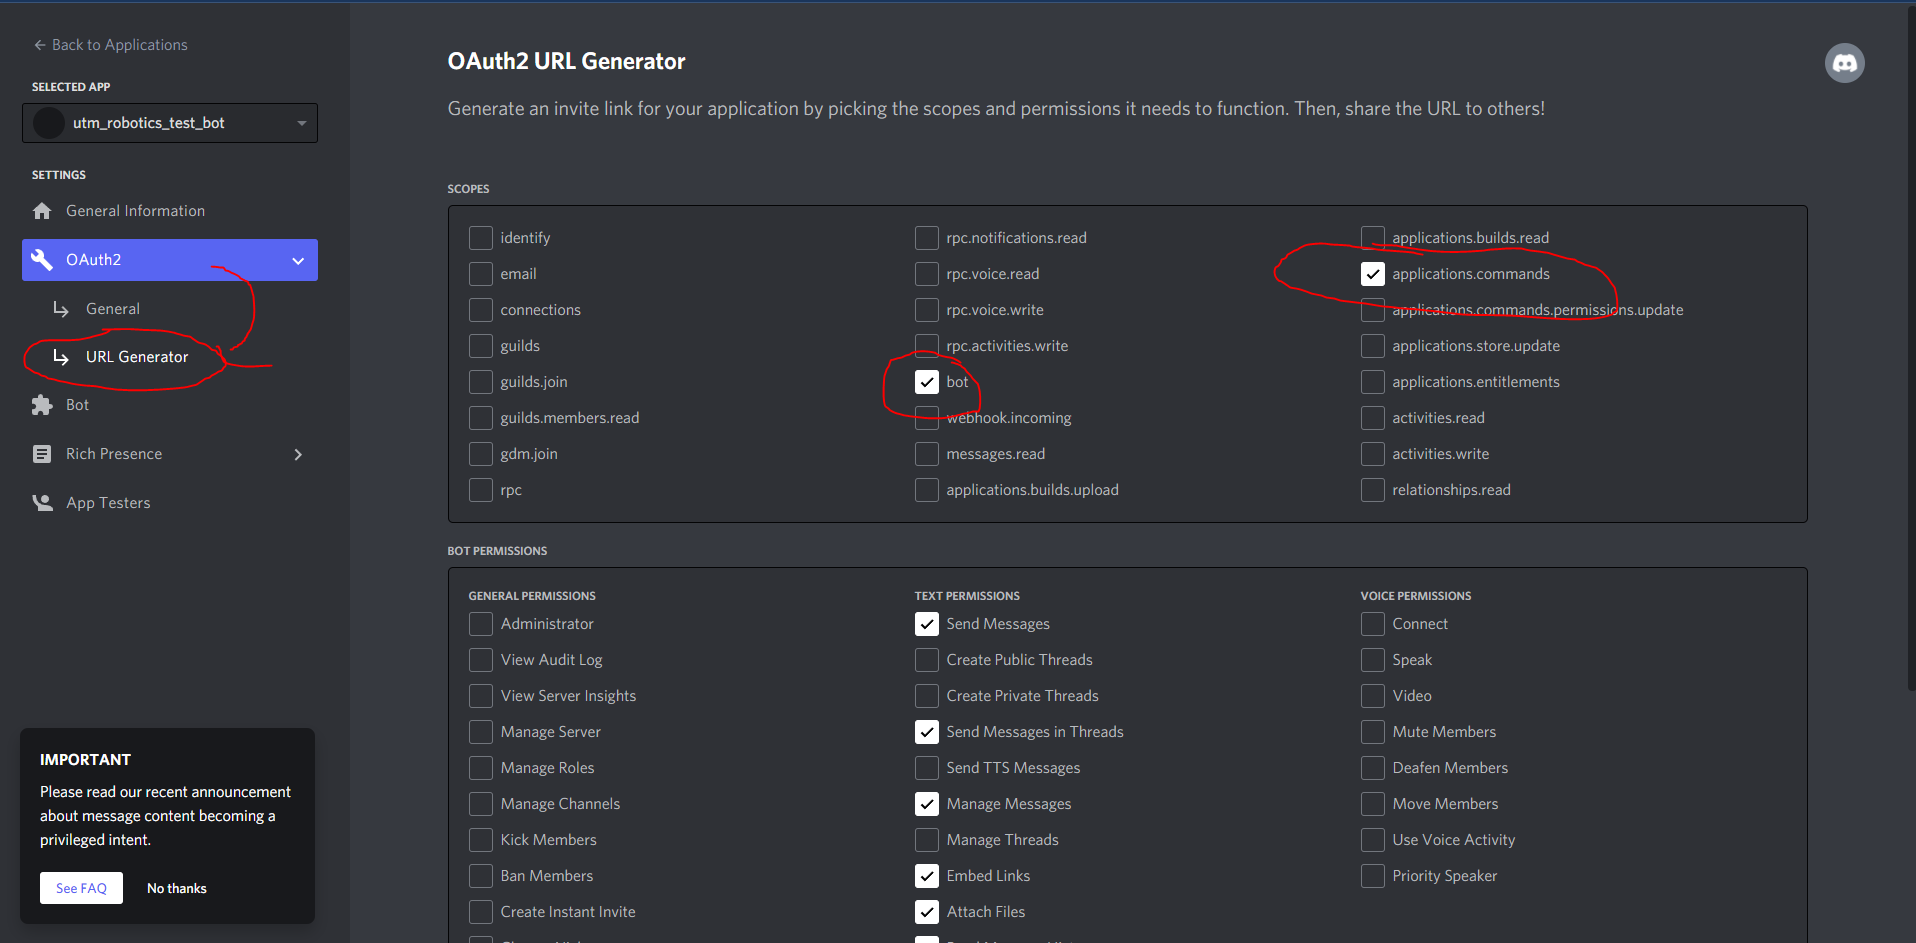 Back to Applications
SELECTED APP
utm_robotics_test_bot
SETTINGS
General Information
OAuth2
General
URL Generator
Bot
Rich Presence
App Testers
IMPORTANT
Please read our recent announcement
about message content becoming a
privileged intent.
See FAQ
No thanks
OAuth2 URL Generator
Generate an invite link for your application by picking the scopes and permissions it needs to function. Then, share the URL to others!
SCOPES
identify
email
connections
guilds
guilds.join
guilds.members.read
gdm.join
rpc
rpc.notifications.read
rpc.voice.read
rpc.voice.write
rpc.activities.write
bot
webhook.incoming
messages.read
applications.builds.upload
applications.builds.read
applications.commands
applications.commands.permissions.update
applications.store.update
applications.entitlements
activities.read
activities.write
relationships.read
BOT PERMISSIONS
GENERAL PERMISSIONS
Administrator
View Audit Log
View Server Insights
Manage Server
Manage Roles
Manage Channels
Kick Members
Ban Members
Create Instant Invite
TEXT PERMISSIONS
Send Messages
Create Public Threads
Create Private Threads
Send Messages in Threads
Send TTS Messages
Manage Messages
Manage Threads
Embed Links
Attach Files
VOICE PERMISSIONS
Connect
Speak
Video
Mute Members
Deafen Members
Move Members
Use Voice Activity
Priority Speaker